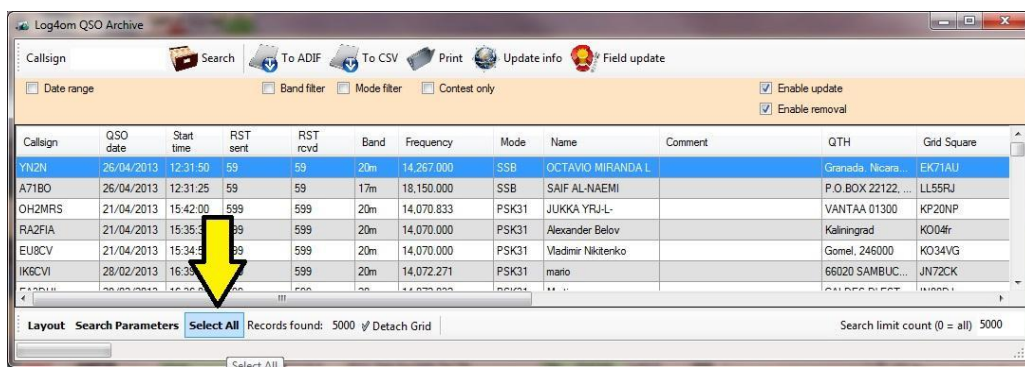 Log4om QSO Archive
Callsign Search To ADIF To CSV Print Update info Field update
Date range Band filter Mode filter Contest only Enable update
Enable removal
Callsign QSO date Start time RST sent RST rcvd Band Frequency Mode Name Comment QTH Grid Square
YN2N 26/04/2013 12:31:50 59 59 20m 14,267.000 SSB OCTAVIO MIRANDA L Granada. Nicara... EK71AU
A71BO 26/04/2013 12:31:25 59 59 17m 18,150.000 SSB SAIF AL-NAEMI P.O.BOX 22122, ... LL55RJ
OH2MRS 21/04/2013 15:42:00 599 599 20m 14,070.833 PSK31 JUKKA YRJ-L- VANTAA 01300 KP20NP
RA2FIA 21/04/2013 599 20m 14,070.000 PSK31 Alexander Belov Kaliningrad KO04fr
EU8CV 21/04/2013 599 20m 14,070.000 PSK31 Vladimir Nikitenko Gomel, 246000 KO34VG
IK6CVI 28/02/2013 599 20m 14,072.271 PSK31 mario 66020 SAMBUC... JN72CK
Layout Search Parameters Select All Records found: 5000 Detach Grid Search limit count (0 = all) 5000
Select All